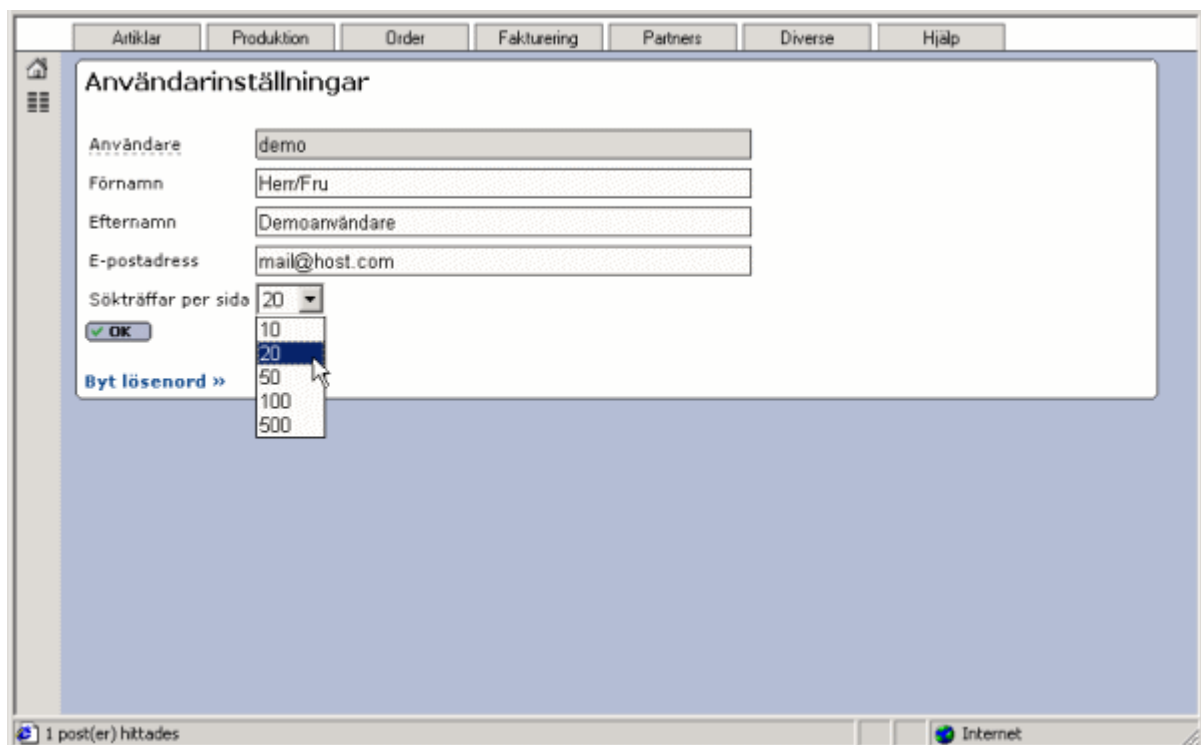 Artiklar Produktion Order Fakturering Partners Diverse Hjälp
Användarinställningar
Användare demo
Förnamn Herr/Fru
Efternamn Demoanvändare
E-postadress mail@host.com
Sökträffar per sida 20
OK 10
20
Byt lösenord » 50
100
500
1 post(er) hittades Internet